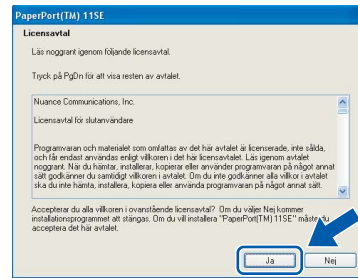 PaperPort(TM) 11SE
Licensavtal
Läs noggrant igenom följande licensavtal.
Tryck på PgDn för att visa resten av avtalet.
Nuance Communications, Inc.
Licensavtal för slutanvändare
Programvaran och materialet som omfattas av det här avtalet är licenserade, inte sålda,
och får endast användas enligt villkoren i det här licensavtalet. Läs igenom avtalet
noggrant. När du hämtar, installerar, kopierar eller använder programvaran på något annat
sätt godkänner du samtidigt villkoren i avtalet. Om du inte godkänner alla villkor i avtalet
ska du inte hämta, installera, kopiera eller använda programvaran på något annat sätt.
Accepterar du alla villkoren i ovanstående licensavtal? Om du väljer Nej kommer
installationsprogrammet att stängas. Om du vill installera "PaperPort(TM) 11SE" måste du
acceptera det här avtalet.
Ja
Nej